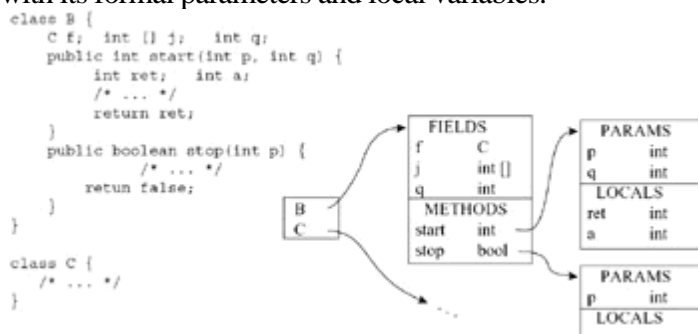 with its formal parameters and local variables.
class B {
C f; int [] j; int q;
public int start(int p, int q) {
int ret; int a;
/* ... */
return ret;
}
public boolean stop(int p) {
/* ... */
retun false;
}
}
class C {
/* ... */
}
B
C
FIELDS
f C
j int []
q int
METHODS
start int
stop bool
...
PARAMS
p int
q int
LOCALS
ret int
a int
PARAMS
p int
LOCALS